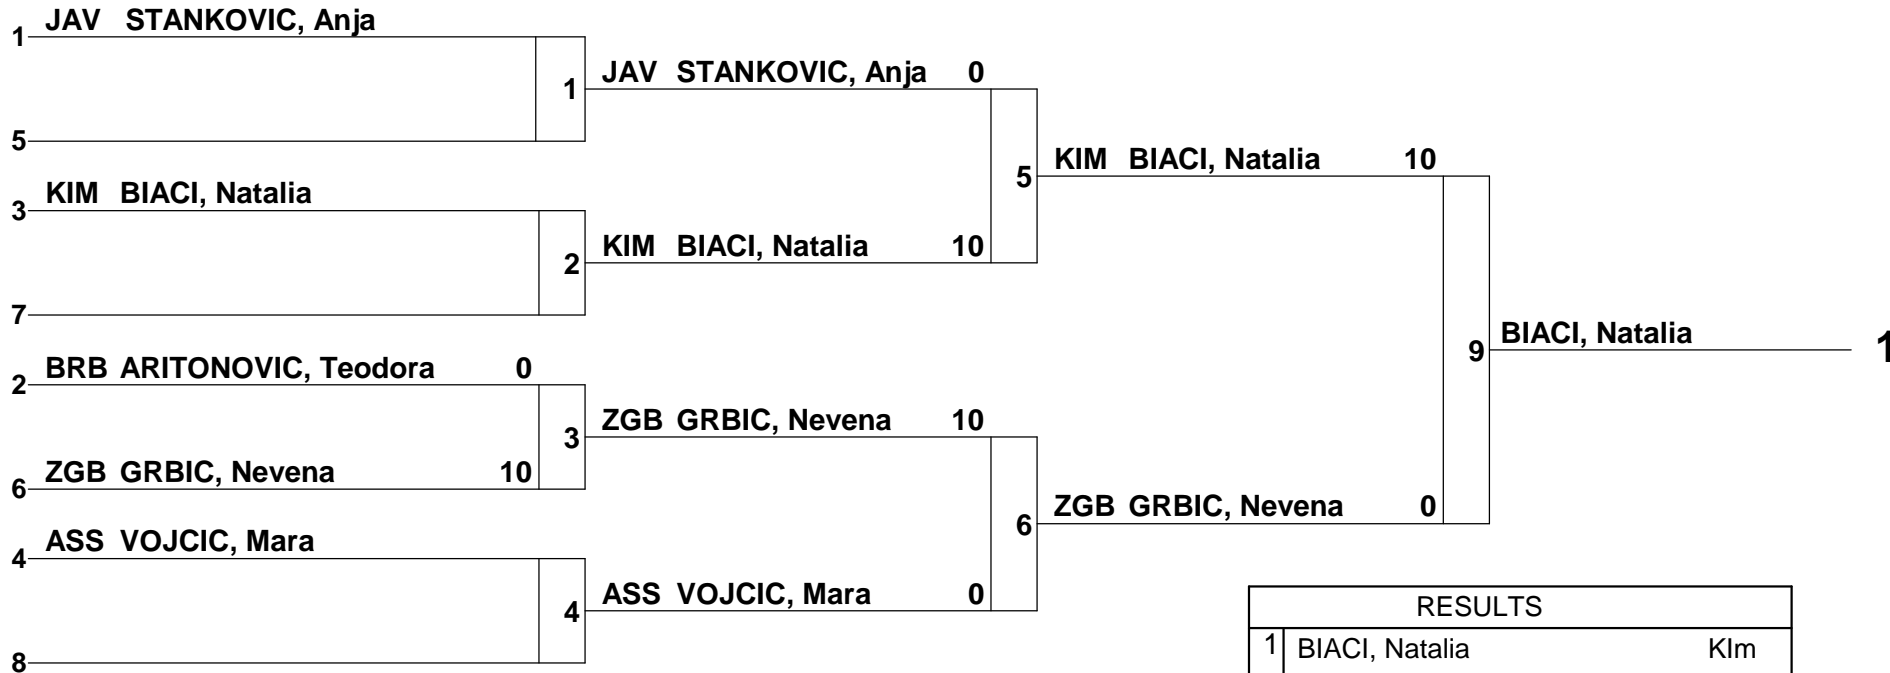 1 JAV STANKOVIC, Anja
1 JAV STANKOVIC, Anja 0
5
5 KIM BIACI, Natalia 10
3 KIM BIACI, Natalia
2 KIM BIACI, Natalia 10
7
9 BIACI, Natalia 1
2 BRB ARITONOVIC, Teodora 0
3 ZGB GRBIC, Nevena 10
6 ZGB GRBIC, Nevena 10
6 ZGB GRBIC, Nevena 0
4 ASS VOJCIC, Mara
4 ASS VOJCIC, Mara 0
8
RESULTS
1 BIACI, Natalia KIm